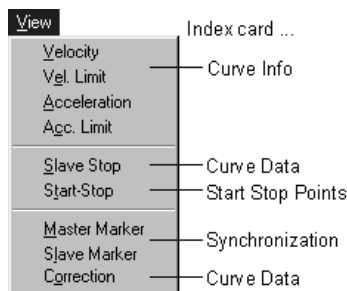 View
Index card ...
Velocity
Vel. Limit
Curve Info
Acceleration
Acc. Limit
Slave Stop
Curve Data
Start-Stop
Start Stop Points
Master Marker
Synchronization
Slave Marker
Correction
Curve Data